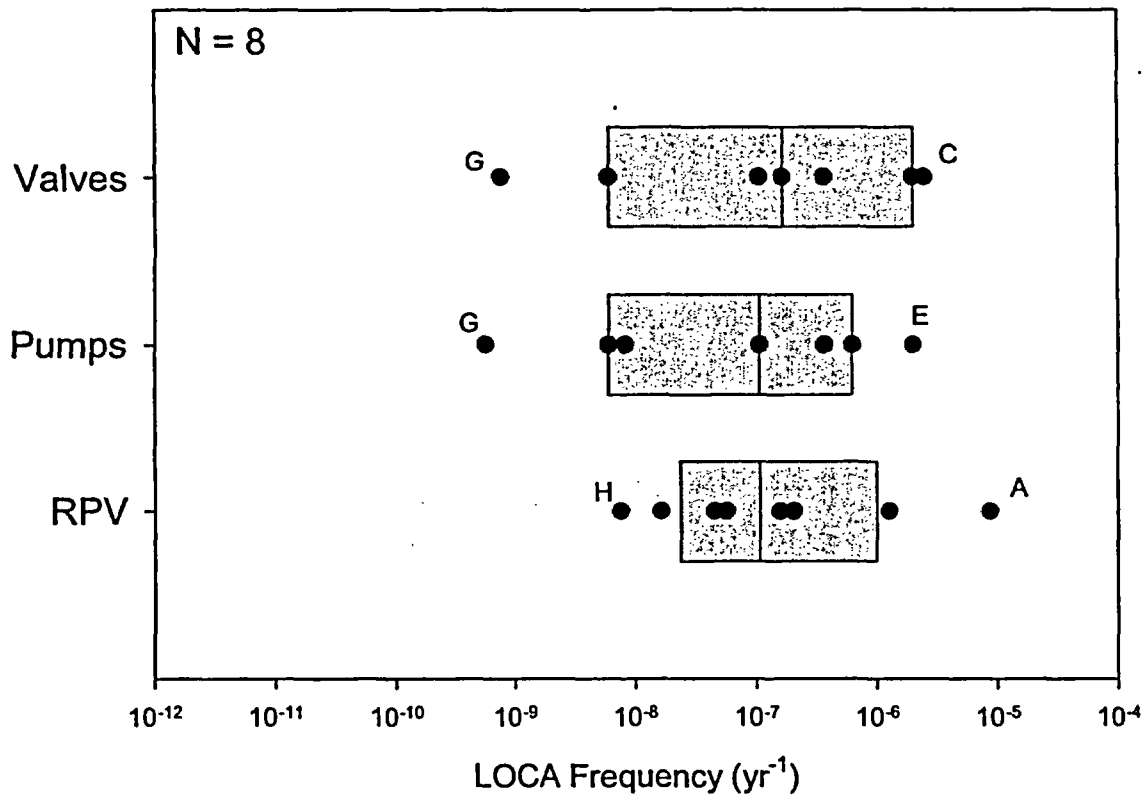 N = 8
Valves
G
C
Pumps
G
E
RPV
H
A
10⁻¹² 10⁻¹¹ 10⁻¹⁰ 10⁻⁹ 10⁻⁸ 10⁻⁷ 10⁻⁶ 10⁻⁵ 10⁻⁴
LOCA Frequency (yr⁻¹)